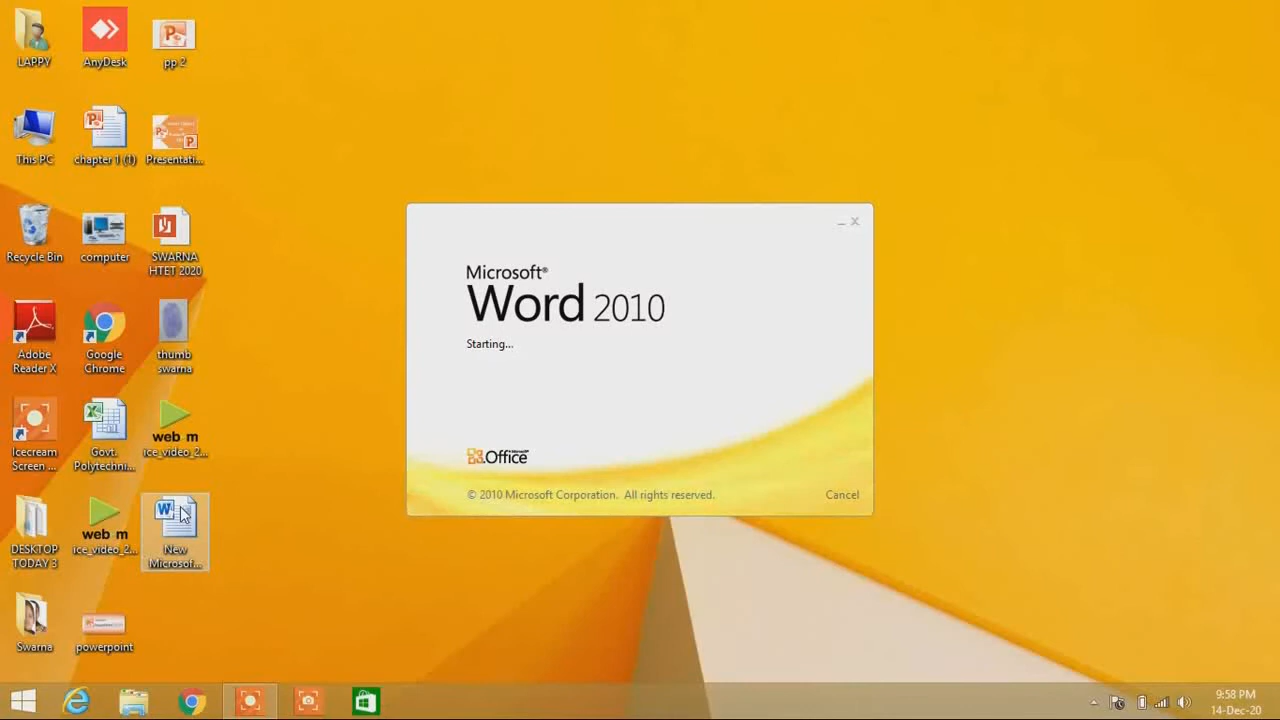 LAPPY
AnyDesk
pp 2
This PC
chapter 1 (1)
Presentati...
Recycle Bin
computer
SWARNA
HTET 2020
Adobe
Reader X
Google
Chrome
thumb
swarna
Icecream
Screen ...
Govt.
Polytechni...
web m
ice_video_2...
DESKTOP
TODAY 3
web m
ice_video_2...
New
Microsof...
Swarna
powerpoint
Microsoft®
Word 2010
Starting...
Microsoft
Office
© 2010 Microsoft Corporation. All rights reserved.
Cancel
9:58 PM
14-Dec-20